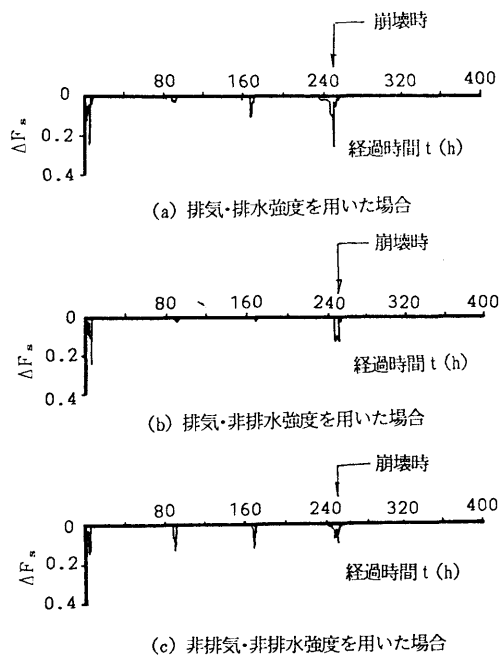 崩壊時
80 160 240 320 400
0
0.2
0.4
ΔFs
経過時間 t (h)
(a) 排気・排水強度を用いた場合
崩壊時
80 160 240 320 400
0
0.2
0.4
ΔFs
経過時間 t (h)
(b) 排気・非排水強度を用いた場合
崩壊時
80 160 240 320 400
0
0.2
0.4
ΔFs
経過時間 t (h)
(c) 非排気・非排水強度を用いた場合